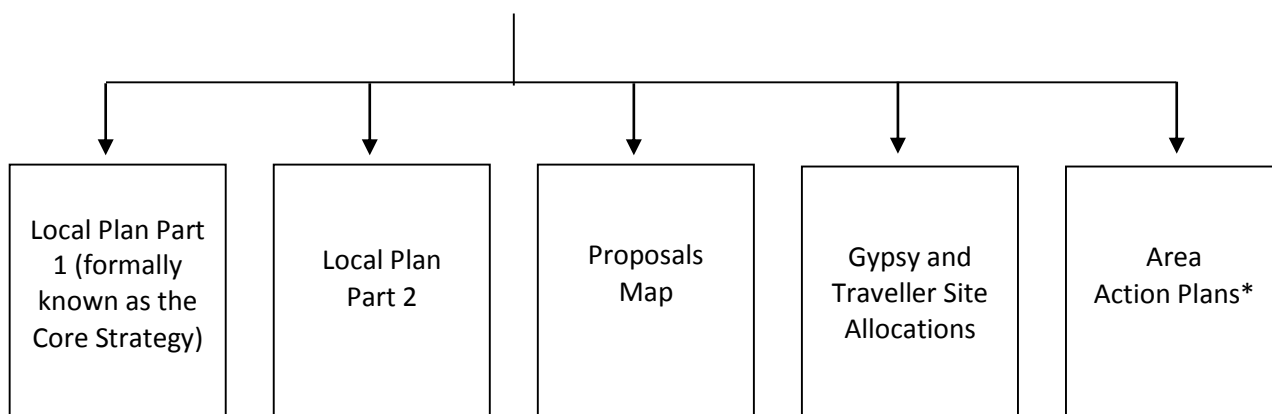 Local Plan Part
1 (formally
known as the
Core Strategy)
Local Plan
Part 2
Proposals
Map
Gypsy and
Traveller Site
Allocations
Area
Action Plans*